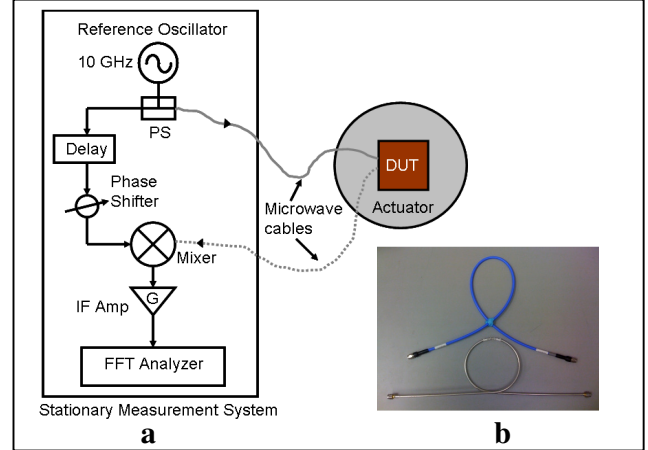 Reference Oscillator
10 GHz
PS
Delay
Phase
Shifter
Mixer
IF Amp
G
FFT Analyzer
Stationary Measurement System
Microwave
cables
DUT
Actuator
a
b